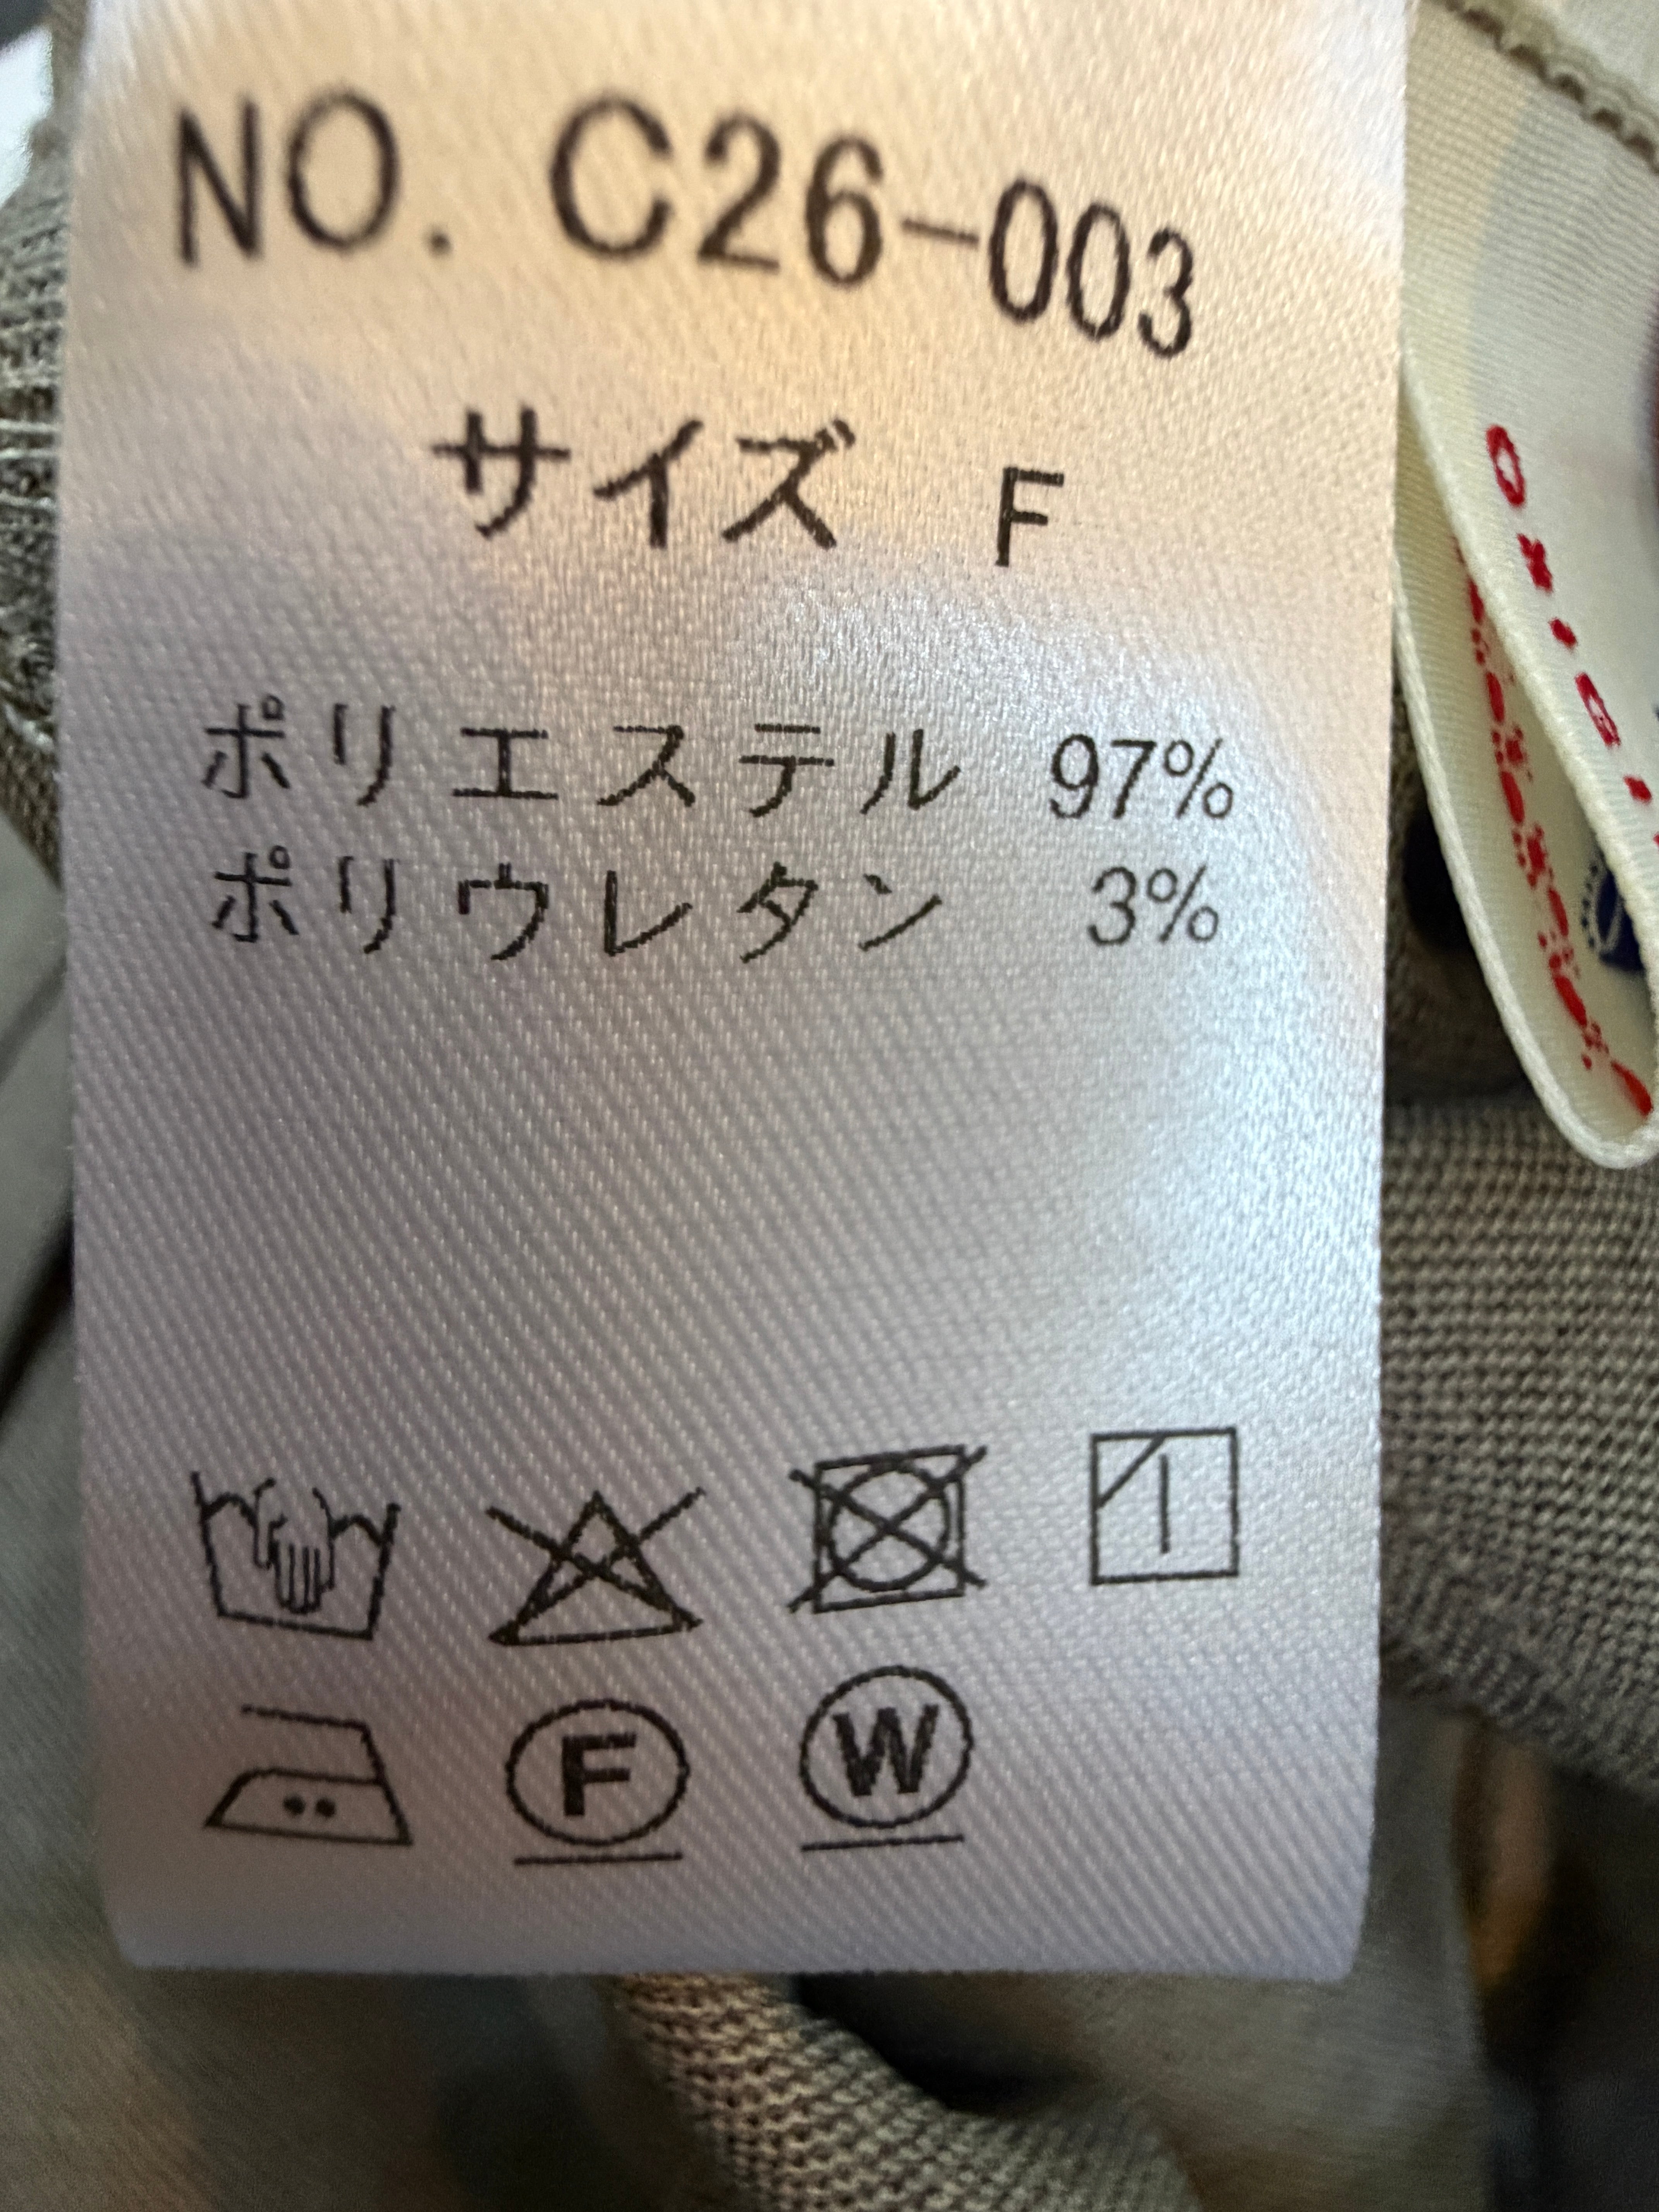 NO. C26-003
サイズ F
ポリエステル 97%
ポリウレタン 3%
F
W